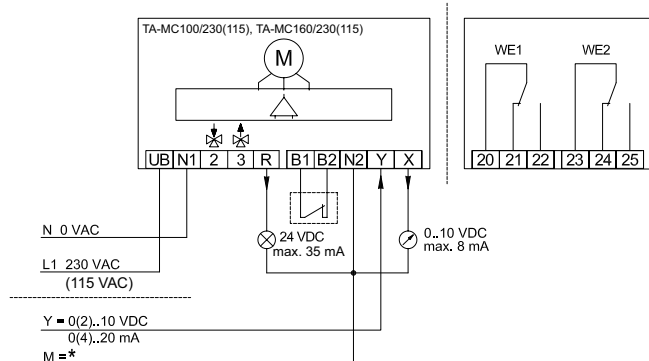 TA-MC100/230(115), TA-MC160/230(115)
M
WE1 WE2
UB N1 2 3 R B1 B2 N2 Y X
20 21 22 23 24 25
N 0 VAC
24 VDC
max. 35 mA
0..10 VDC
max. 8 mA
L1 230 VAC
(115 VAC)
Y = 0(2)..10 VDC
0(4)..20 mA
M =*